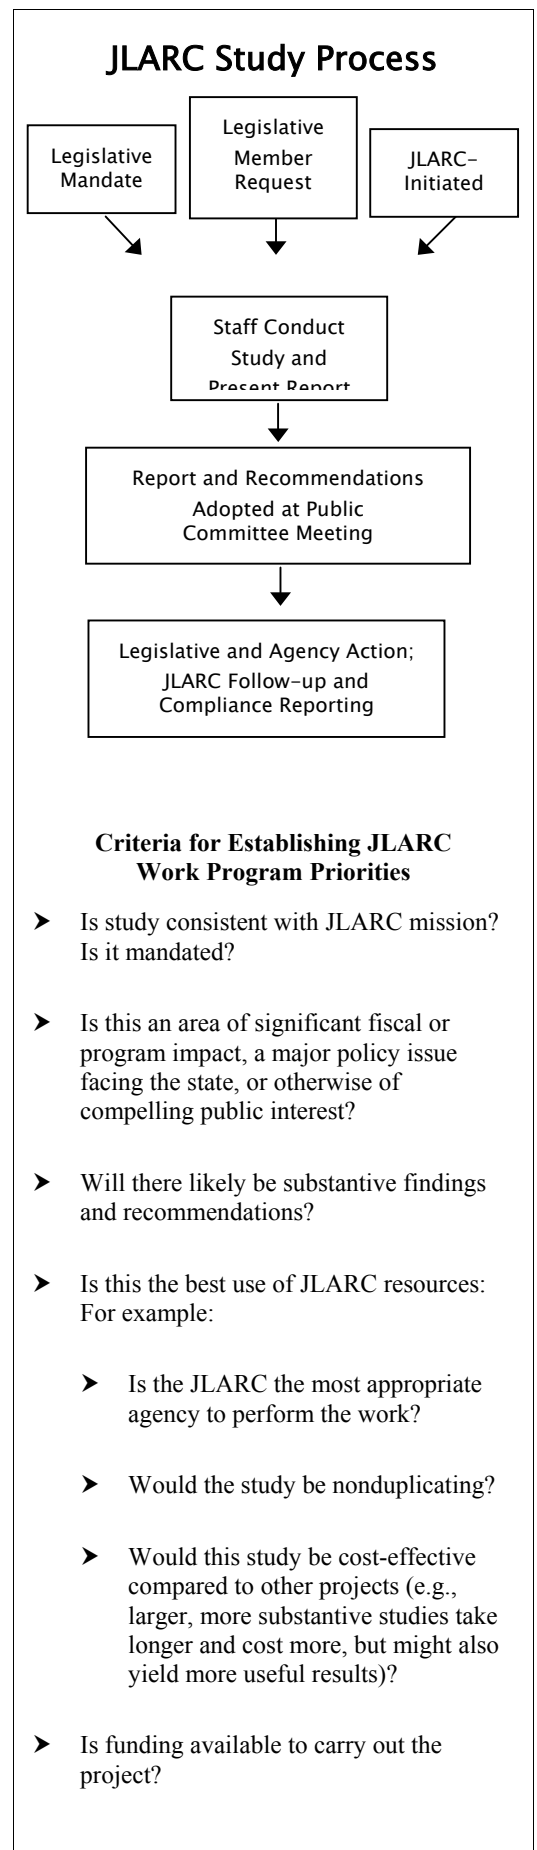 JLARC Study Process
Legislative
Mandate
Legislative
Member
Request
JLARC-
Initiated
Staff Conduct
Study and
Present Report
Report and Recommendations
Adopted at Public
Committee Meeting
Legislative and Agency Action;
JLARC Follow-up and
Compliance Reporting
Criteria for Establishing JLARC
Work Program Priorities
➤ Is study consistent with JLARC mission?
Is it mandated?
➤ Is this an area of significant fiscal or
program impact, a major policy issue
facing the state, or otherwise of
compelling public interest?
➤ Will there likely be substantive findings
and recommendations?
➤ Is this the best use of JLARC resources:
For example:
➤ Is the JLARC the most appropriate
agency to perform the work?
➤ Would the study be nonduplicating?
➤ Would this study be cost-effective
compared to other projects (e.g.,
larger, more substantive studies take
longer and cost more, but might also
yield more useful results)?
➤ Is funding available to carry out the
project?